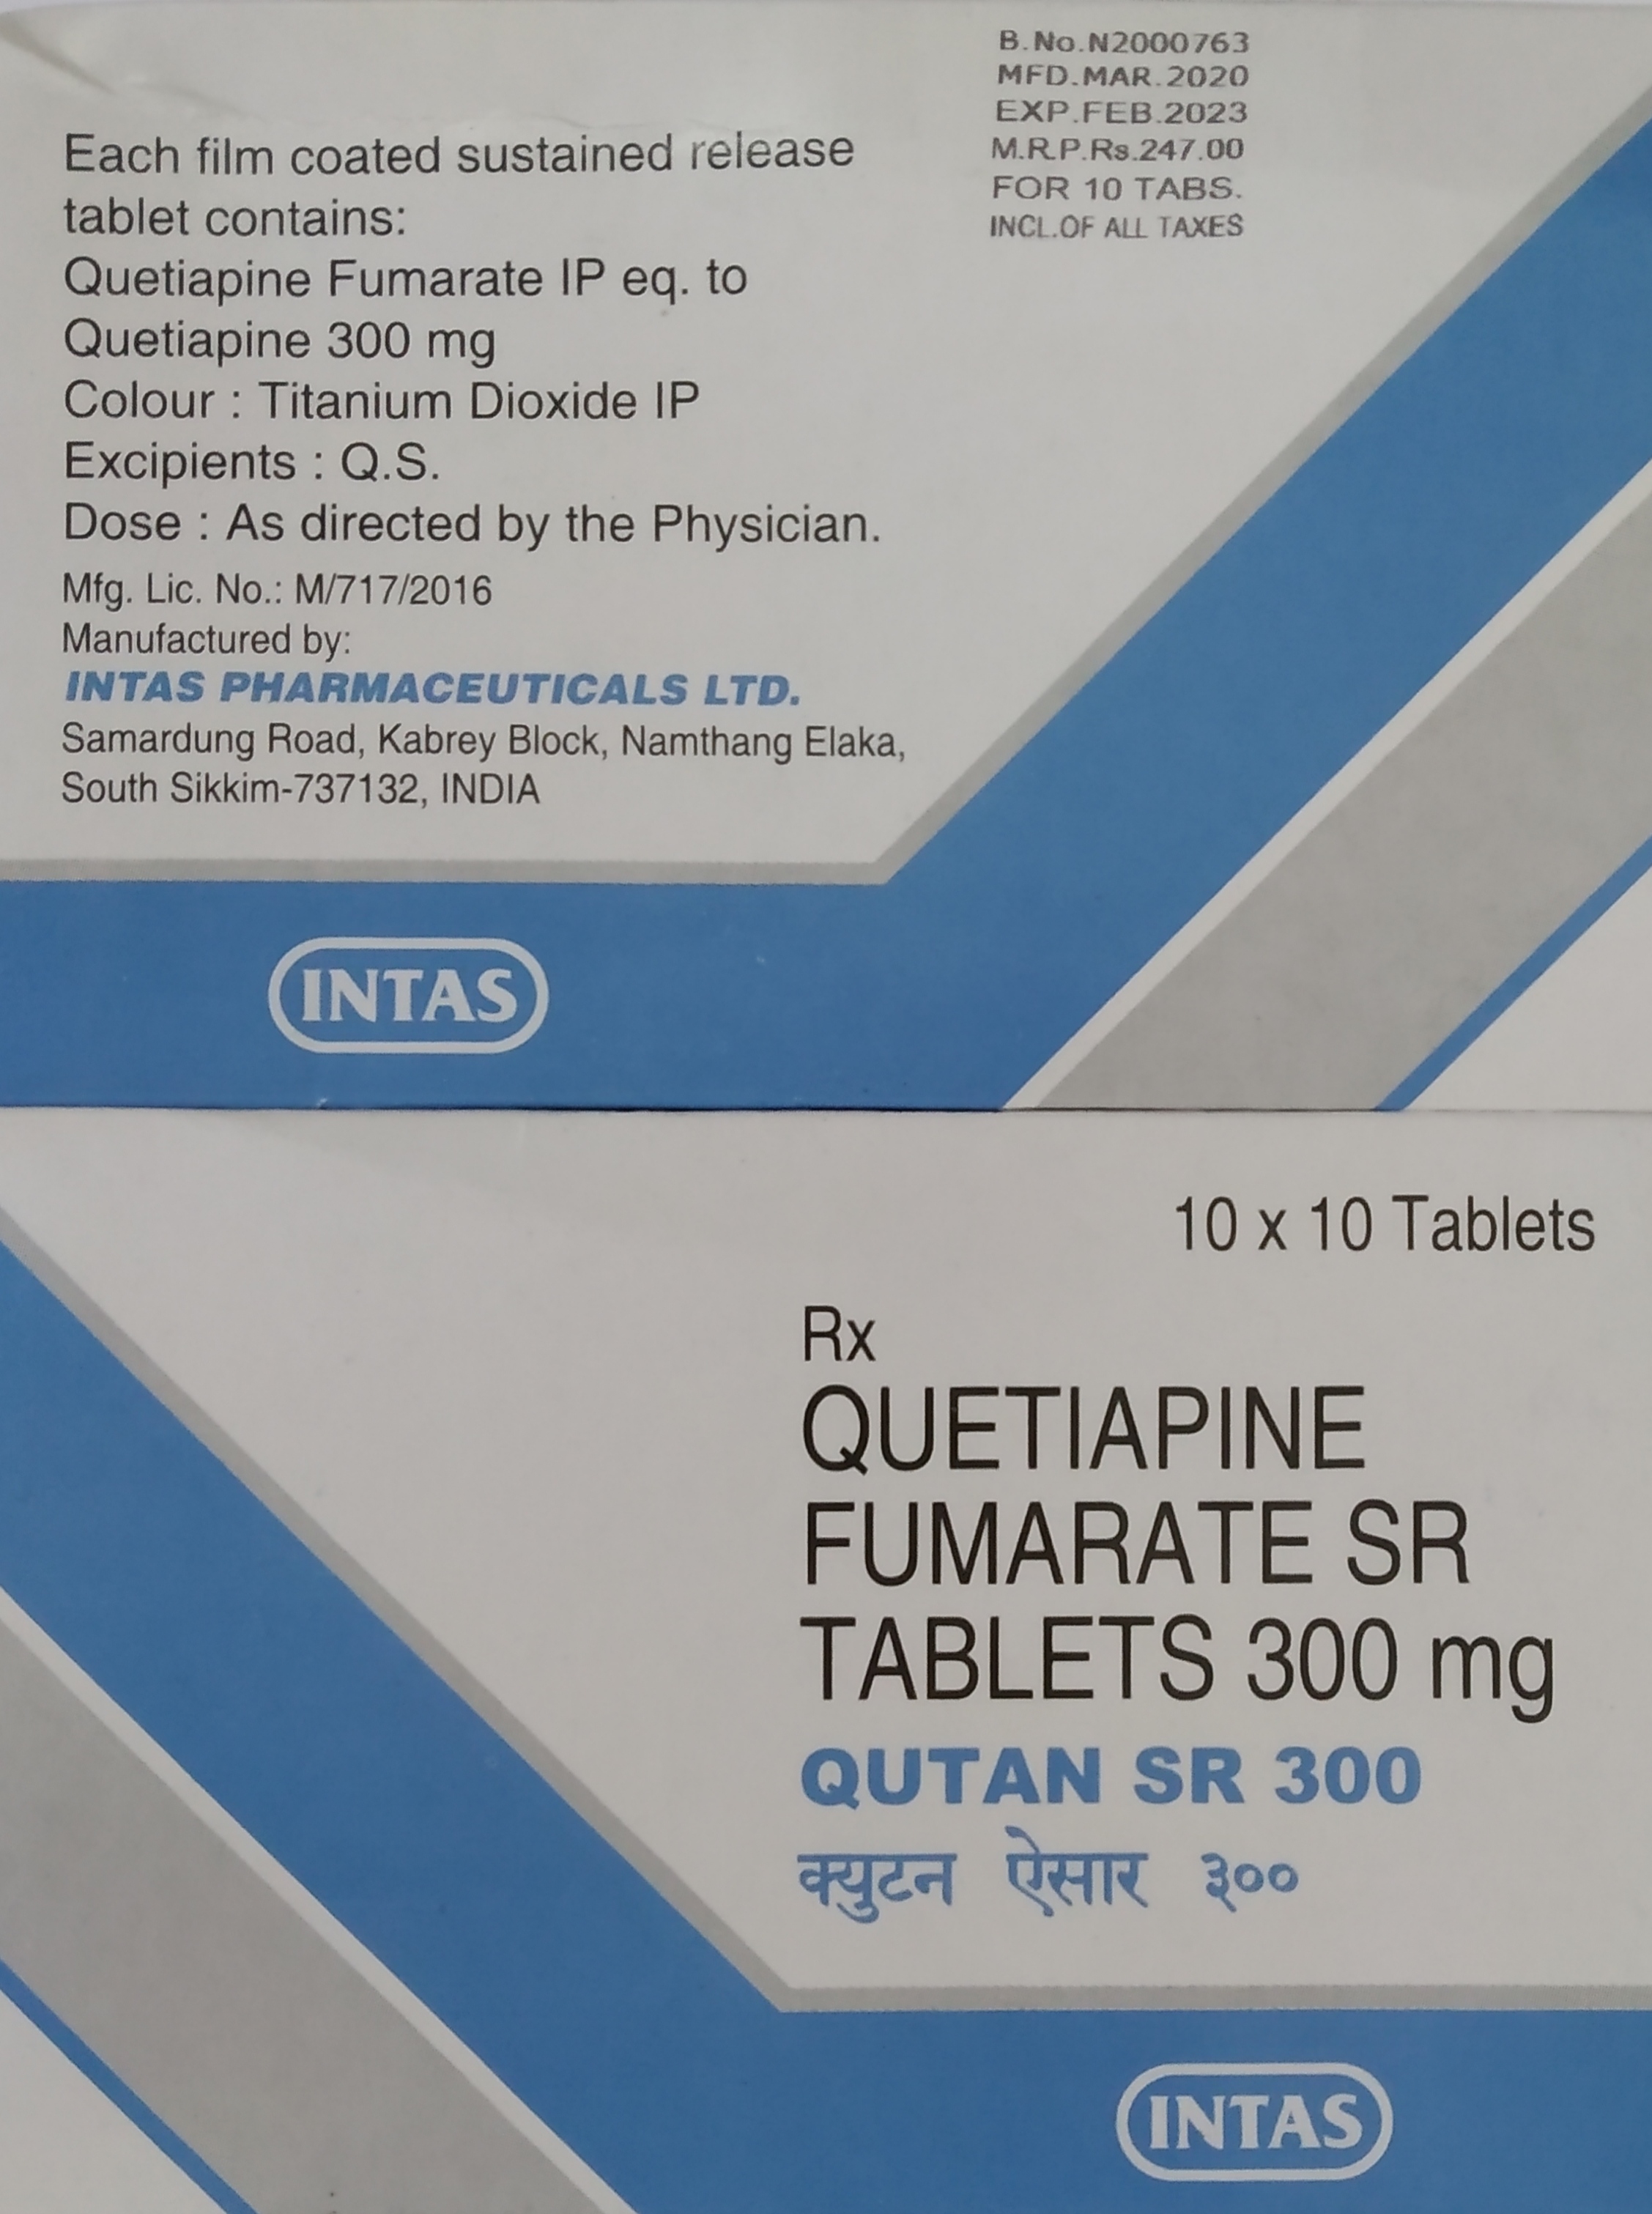 B.No.N2000763
MFD.MAR.2020
EXP.FEB.2023
M.R.P.Rs.247.00
FOR 10 TABS.
INCL.OF ALL TAXES
Each film coated sustained release
tablet contains:
Quetiapine Fumarate IP eq. to
Quetiapine 300 mg
Colour : Titanium Dioxide IP
Excipients : Q.S.
Dose : As directed by the Physician.
Mfg. Lic. No.: M/717/2016
Manufactured by:
INTAS PHARMACEUTICALS LTD.
Samardung Road, Kabrey Block, Namthang Elaka,
South Sikkim-737132, INDIA
INTAS
10 x 10 Tablets
Rx
QUETIAPINE
FUMARATE SR
TABLETS 300 mg
QUTAN SR 300
क्युटन ऐसार ३००
INTAS